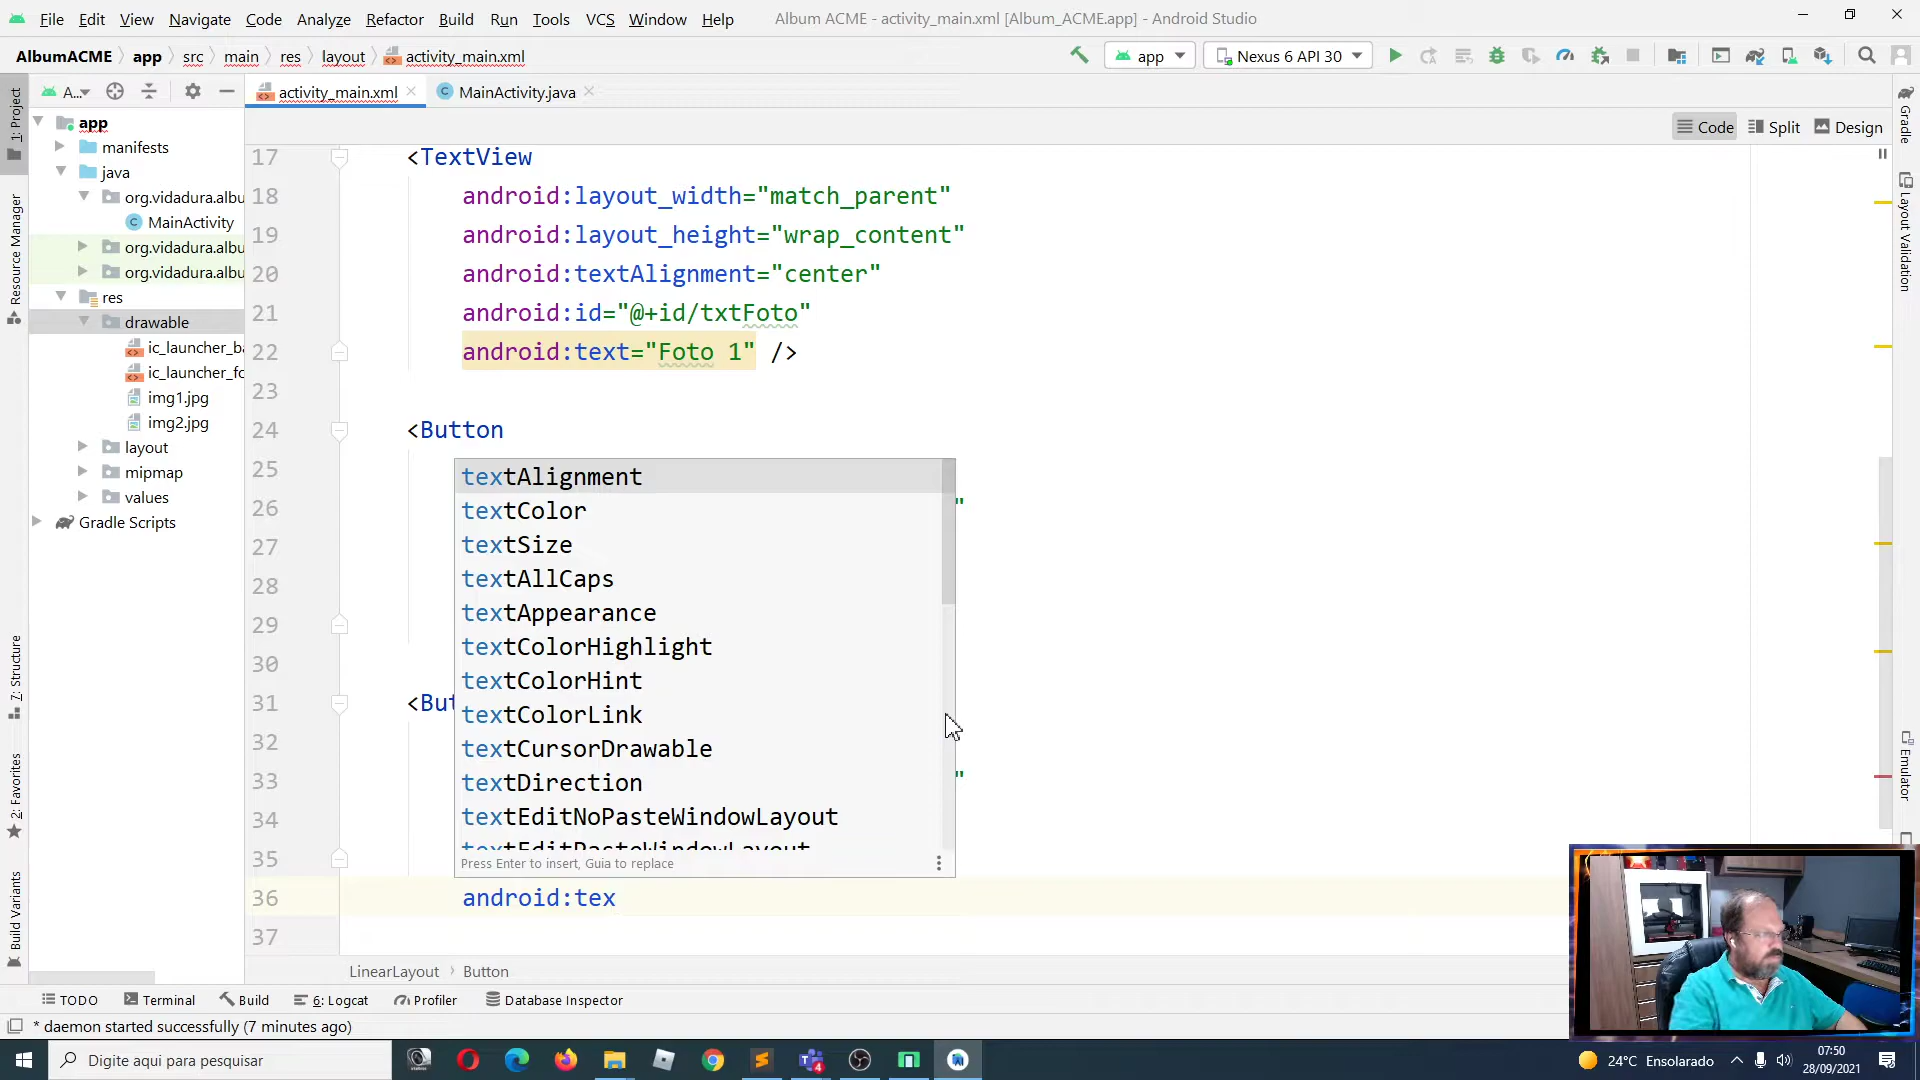 File Edit View Navigate Code Analyze Refactor Build Run Tools VCS Window Help Album ACME - activity_main.xml [Album_ACME.app] - Android Studio
AlbumACME app src main res layout activity_main.xml app Nexus 6 API 30
A... activity_main.xml MainActivity.java
Code Split Design
1: Project
Resource Manager
7: Structure
2: Favorites
Build Variants
app
manifests
java
org.vidadura.albu
MainActivity
org.vidadura.albu
org.vidadura.albu
res
drawable
ic_launcher_ba
ic_launcher_fo
img1.jpg
img2.jpg
layout
mipmap
values
Gradle Scripts
17 <TextView
18 android:layout_width="match_parent"
19 android:layout_height="wrap_content"
20 android:textAlignment="center"
21 android:id="@+id/txtFoto"
22 android:text="Foto 1" />
23
24 <Button
25 textAlignment
textColor
26 "
27 textSize
28 textAllCaps
29 textAppearance
textColorHighlight
30 textColorHint
31 <But textColorLink
32 textCursorDrawable
33 textDirection "
34 textEditNoPasteWindowLayout
textEditPasteWindowLayout
35 Press Enter to insert, Guia to replace
36 android:tex
37
LinearLayout Button
Gradle
Layout Validation
Emulator
TODO Terminal Build 6: Logcat Profiler Database Inspector
* daemon started successfully (7 minutes ago)
Digite aqui para pesquisar
4
24°C Ensolarado
07:50
28/09/2021